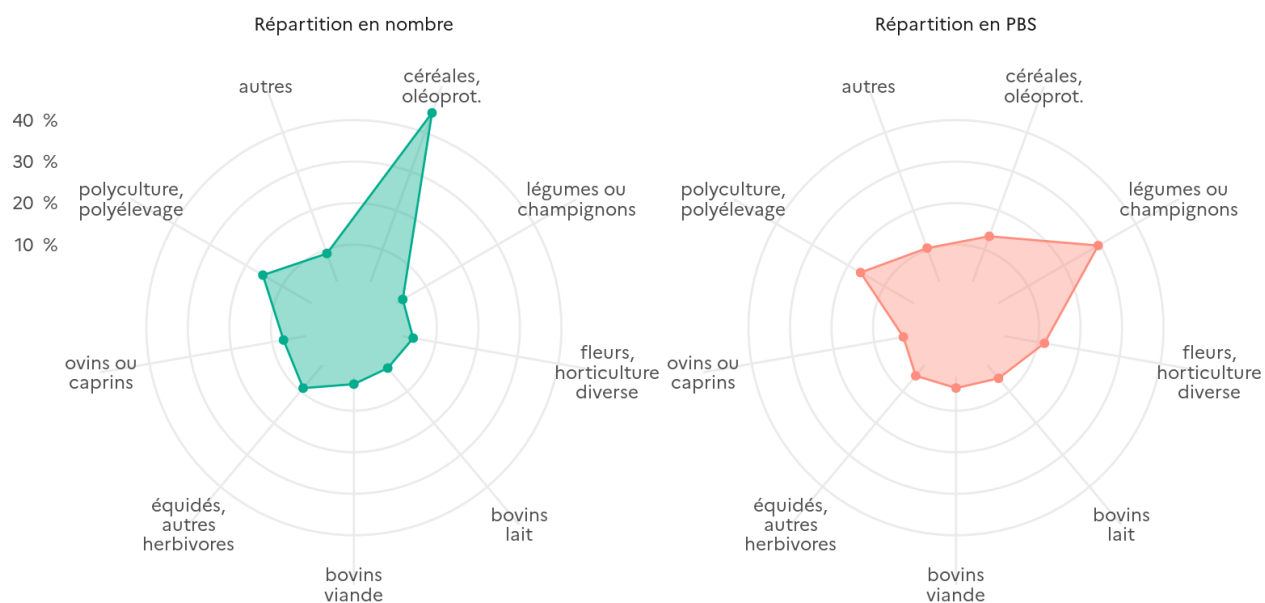 Répartition en nombre
autres
céréales,
oléoprot.
40 %
30 %
20 %
10 %
polyculture,
polyélevage
légumes ou
champignons
ovins ou
caprins
fleurs,
horticulture
diverse
équidés,
autres
herbivores
bovins
lait
bovins
viande
Répartition en PBS
autres
céréales,
oléoprot.
polyculture,
polyélevage
légumes ou
champignons
ovins ou
caprins
fleurs,
horticulture
diverse
équidés,
autres
herbivores
bovins
lait
bovins
viande